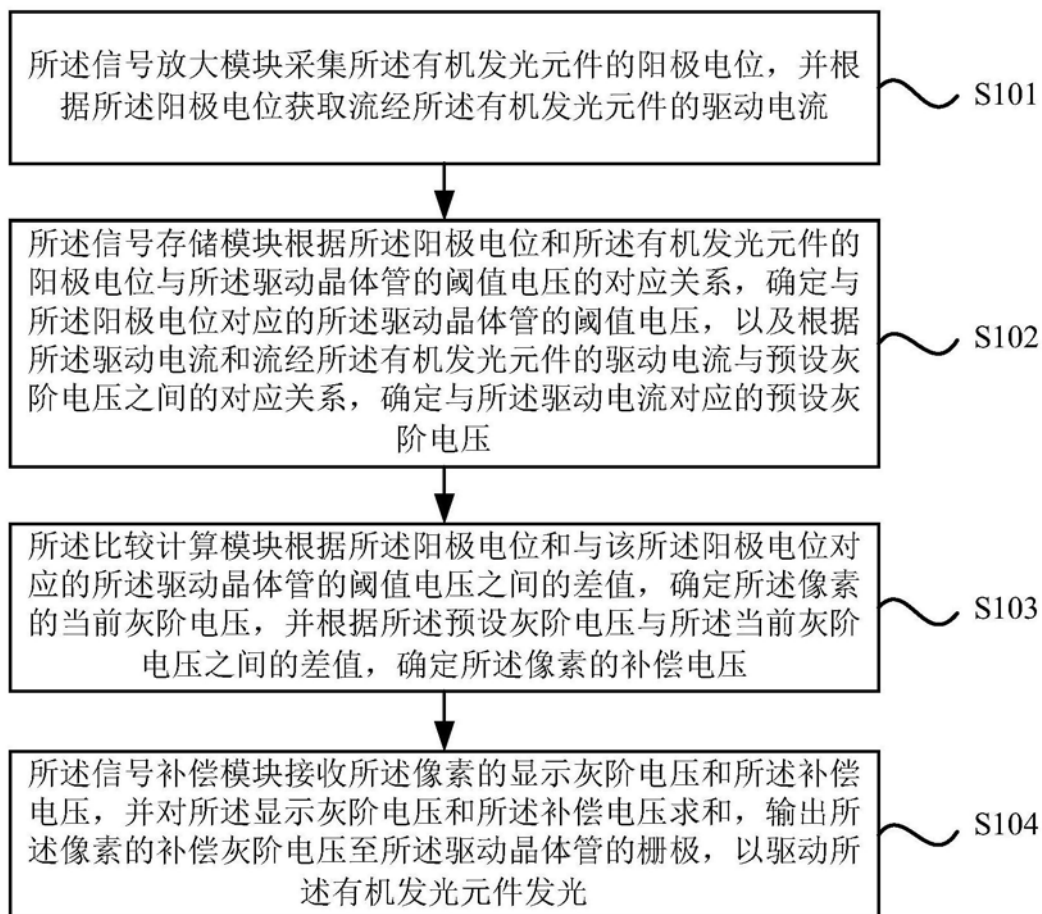 所述信号放大模块采集所述有机发光元件的阳极电位，并根
据所述阳极电位获取流经所述有机发光元件的驱动电流
S101
所述信号存储模块根据所述阳极电位和所述有机发光元件的
阳极电位与所述驱动晶体管的阈值电压的对应关系，确定与
所述阳极电位对应的所述驱动晶体管的阈值电压，以及根据
所述驱动电流和流经所述有机发光元件的驱动电流与预设灰
阶电压之间的对应关系，确定与所述驱动电流对应的预设灰
阶电压
S102
所述比较计算模块根据所述阳极电位和与该所述阳极电位对
应的所述驱动晶体管的阈值电压之间的差值，确定所述像素
的当前灰阶电压，并根据所述预设灰阶电压与所述当前灰阶
电压之间的差值，确定所述像素的补偿电压
S103
所述信号补偿模块接收所述像素的显示灰阶电压和所述补偿
电压，并对所述显示灰阶电压和所述补偿电压求和，输出所
述像素的补偿灰阶电压至所述驱动晶体管的栅极，以驱动所
述有机发光元件发光
S104